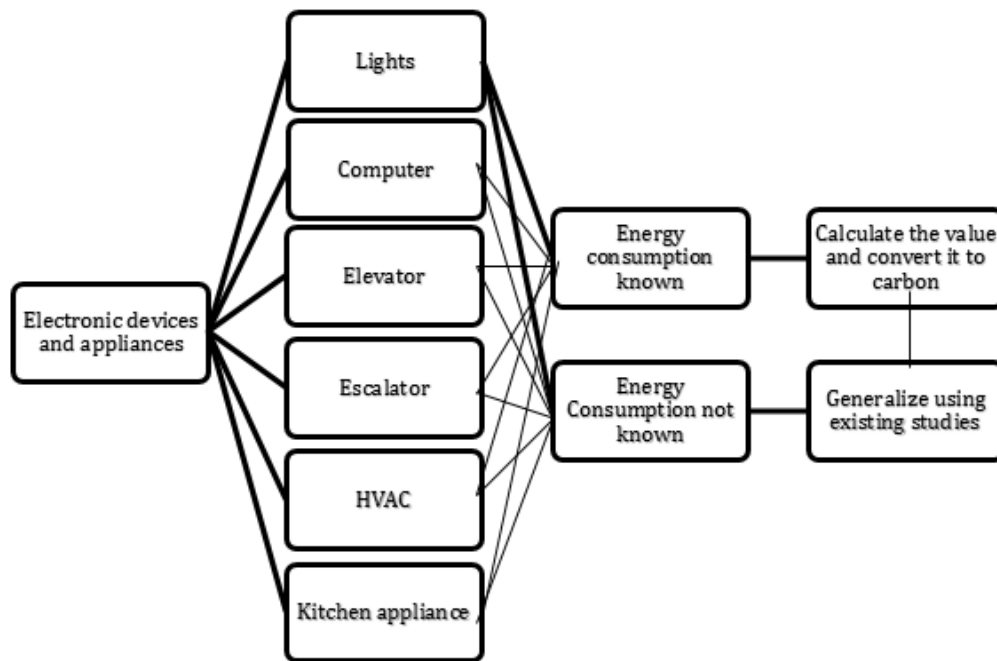 Electronic devices
and appliances
Lights
Computer
Elevator
Escalator
HVAC
Kitchen appliance
Energy
consumption
known
Energy
Consumption not
known
Calculate the value
and convert it to
carbon
Generalize using
existing studies